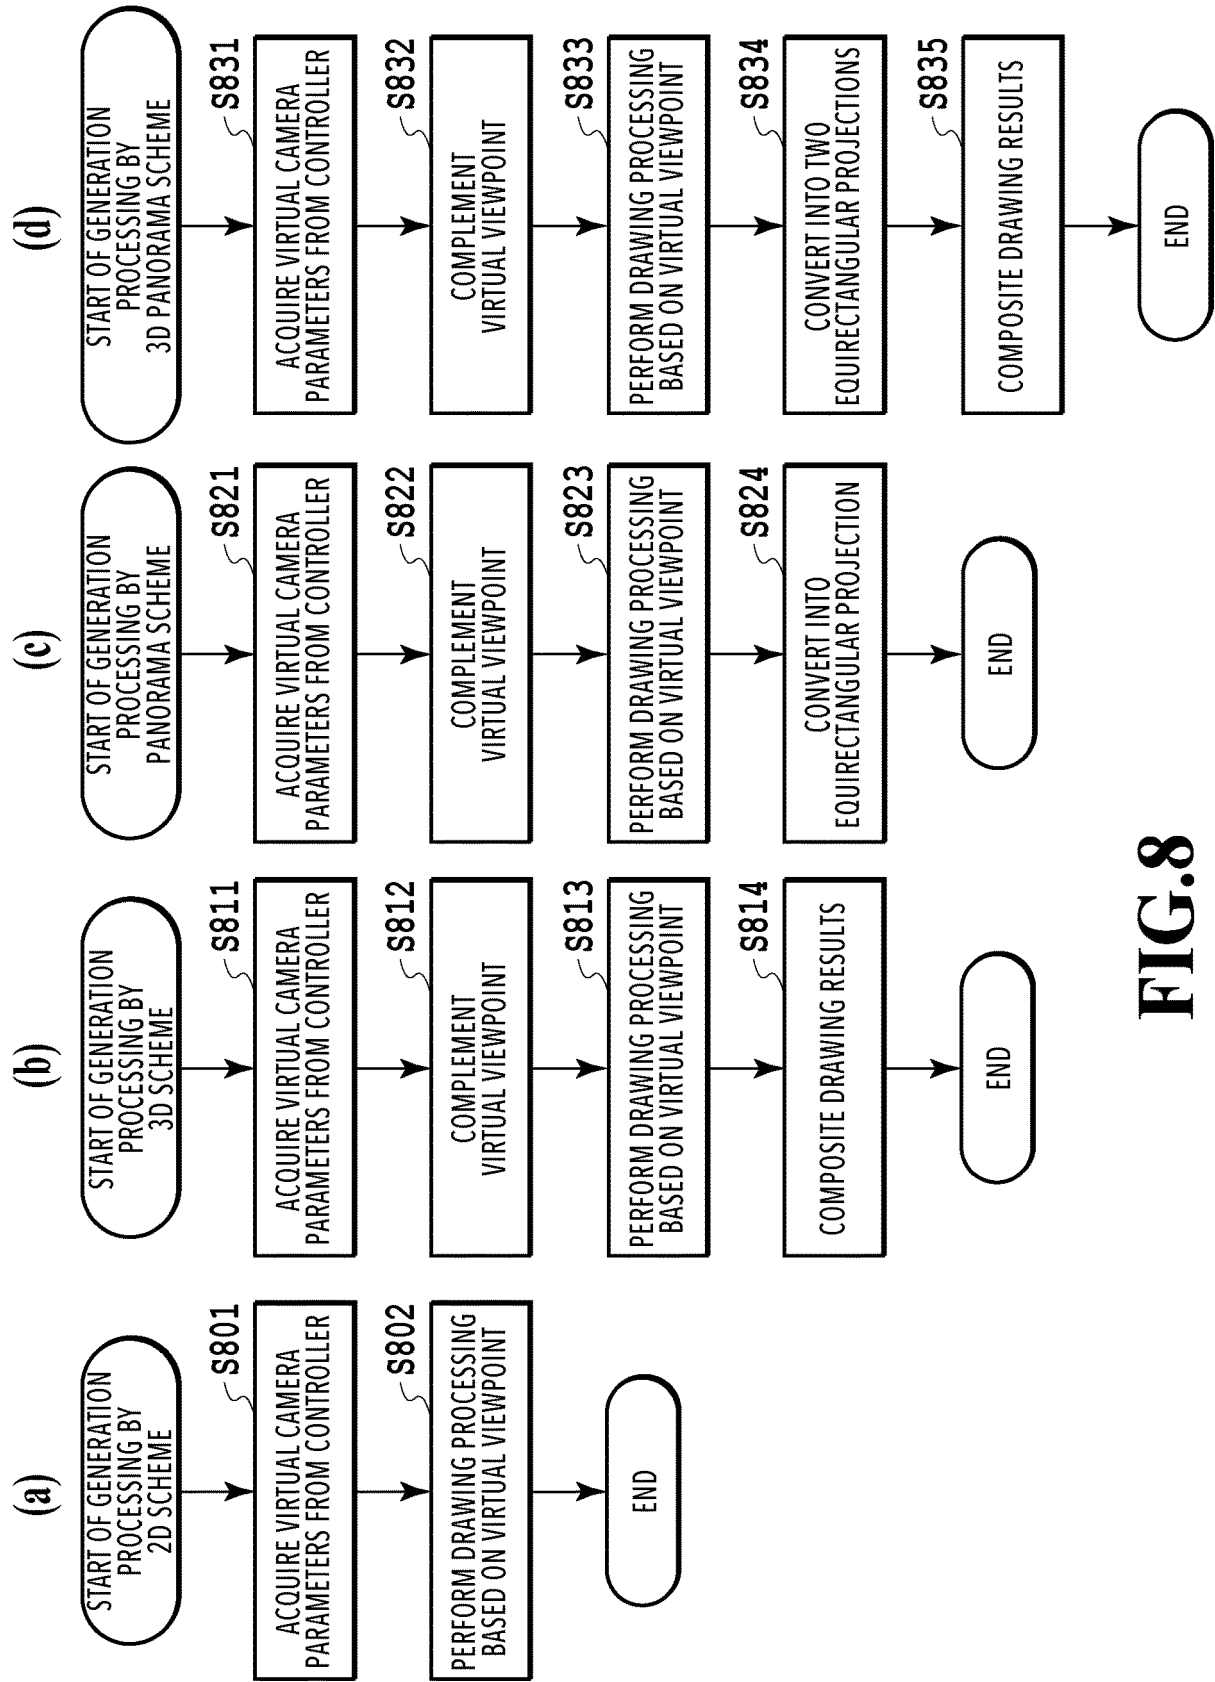 (a)
START OF GENERATION
PROCESSING BY
2D SCHEME
S801
ACQUIRE VIRTUAL CAMERA
PARAMETERS FROM CONTROLLER
S802
PERFORM DRAWING PROCESSING
BASED ON VIRTUAL VIEWPOINT
END
(b)
START OF GENERATION
PROCESSING BY
3D SCHEME
S811
ACQUIRE VIRTUAL CAMERA
PARAMETERS FROM CONTROLLER
S812
COMPLEMENT
VIRTUAL VIEWPOINT
S813
PERFORM DRAWING PROCESSING
BASED ON VIRTUAL VIEWPOINT
S814
COMPOSITE DRAWING RESULTS
END
(c)
START OF GENERATION
PROCESSING BY
PANORAMA SCHEME
S821
ACQUIRE VIRTUAL CAMERA
PARAMETERS FROM CONTROLLER
S822
COMPLEMENT
VIRTUAL VIEWPOINT
S823
PERFORM DRAWING PROCESSING
BASED ON VIRTUAL VIEWPOINT
S824
CONVERT INTO
EQUIRECTANGULAR PROJECTION
END
(d)
START OF GENERATION
PROCESSING BY
3D PANORAMA SCHEME
S831
ACQUIRE VIRTUAL CAMERA
PARAMETERS FROM CONTROLLER
S832
COMPLEMENT
VIRTUAL VIEWPOINT
S833
PERFORM DRAWING PROCESSING
BASED ON VIRTUAL VIEWPOINT
S834
CONVERT INTO TWO
EQUIRECTANGULAR PROJECTIONS
S835
COMPOSITE DRAWING RESULTS
END
FIG.8